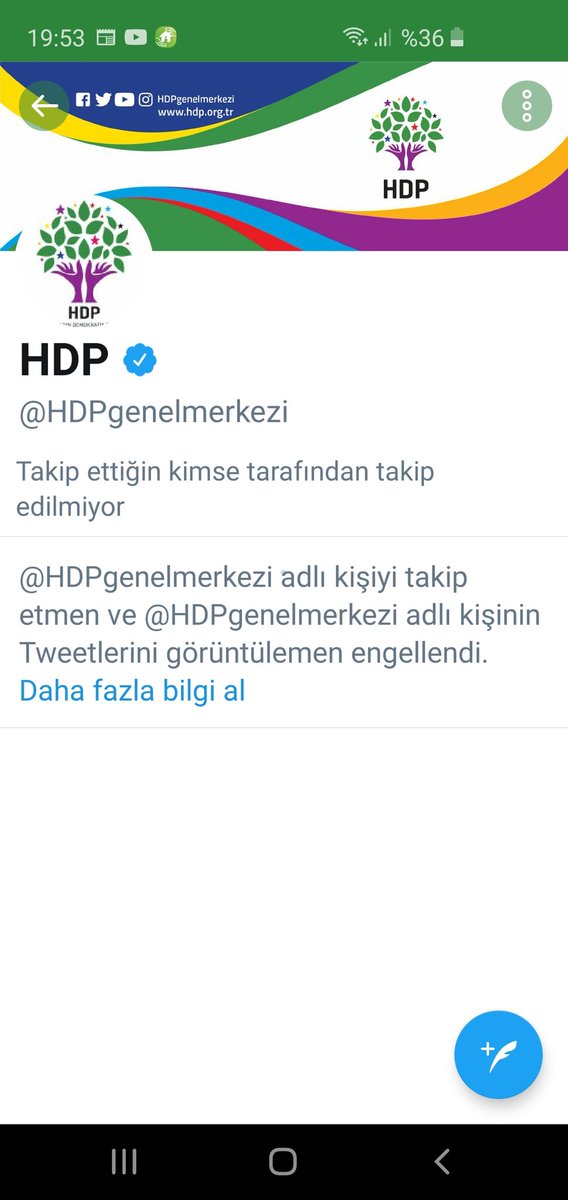 19:53
%36
HDPgenelmerkezi
www.hdp.org.tr
HDP
HDP
HDP
@HDPgenelmerkezi
Takip ettiğin kimse tarafından takip
edilmiyor
@HDPgenelmerkezi adlı kişiyi takip
etmen ve @HDPgenelmerkezi adlı kişinin
Tweetlerini görüntülemen engellendi.
Daha fazla bilgi al